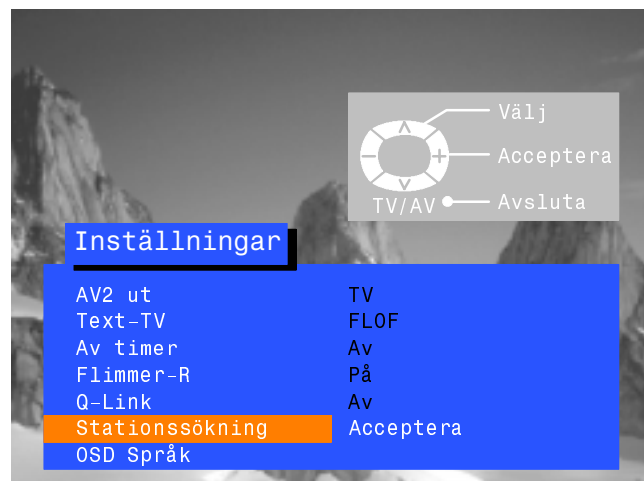 Välj
Acceptera
TV/AV Avsluta
Inställningar
AV2 ut TV
Text-TV FLOF
Av timer Av
Flimmer-R På
Q-Link Av
Stationssökning Acceptera
OSD Språk